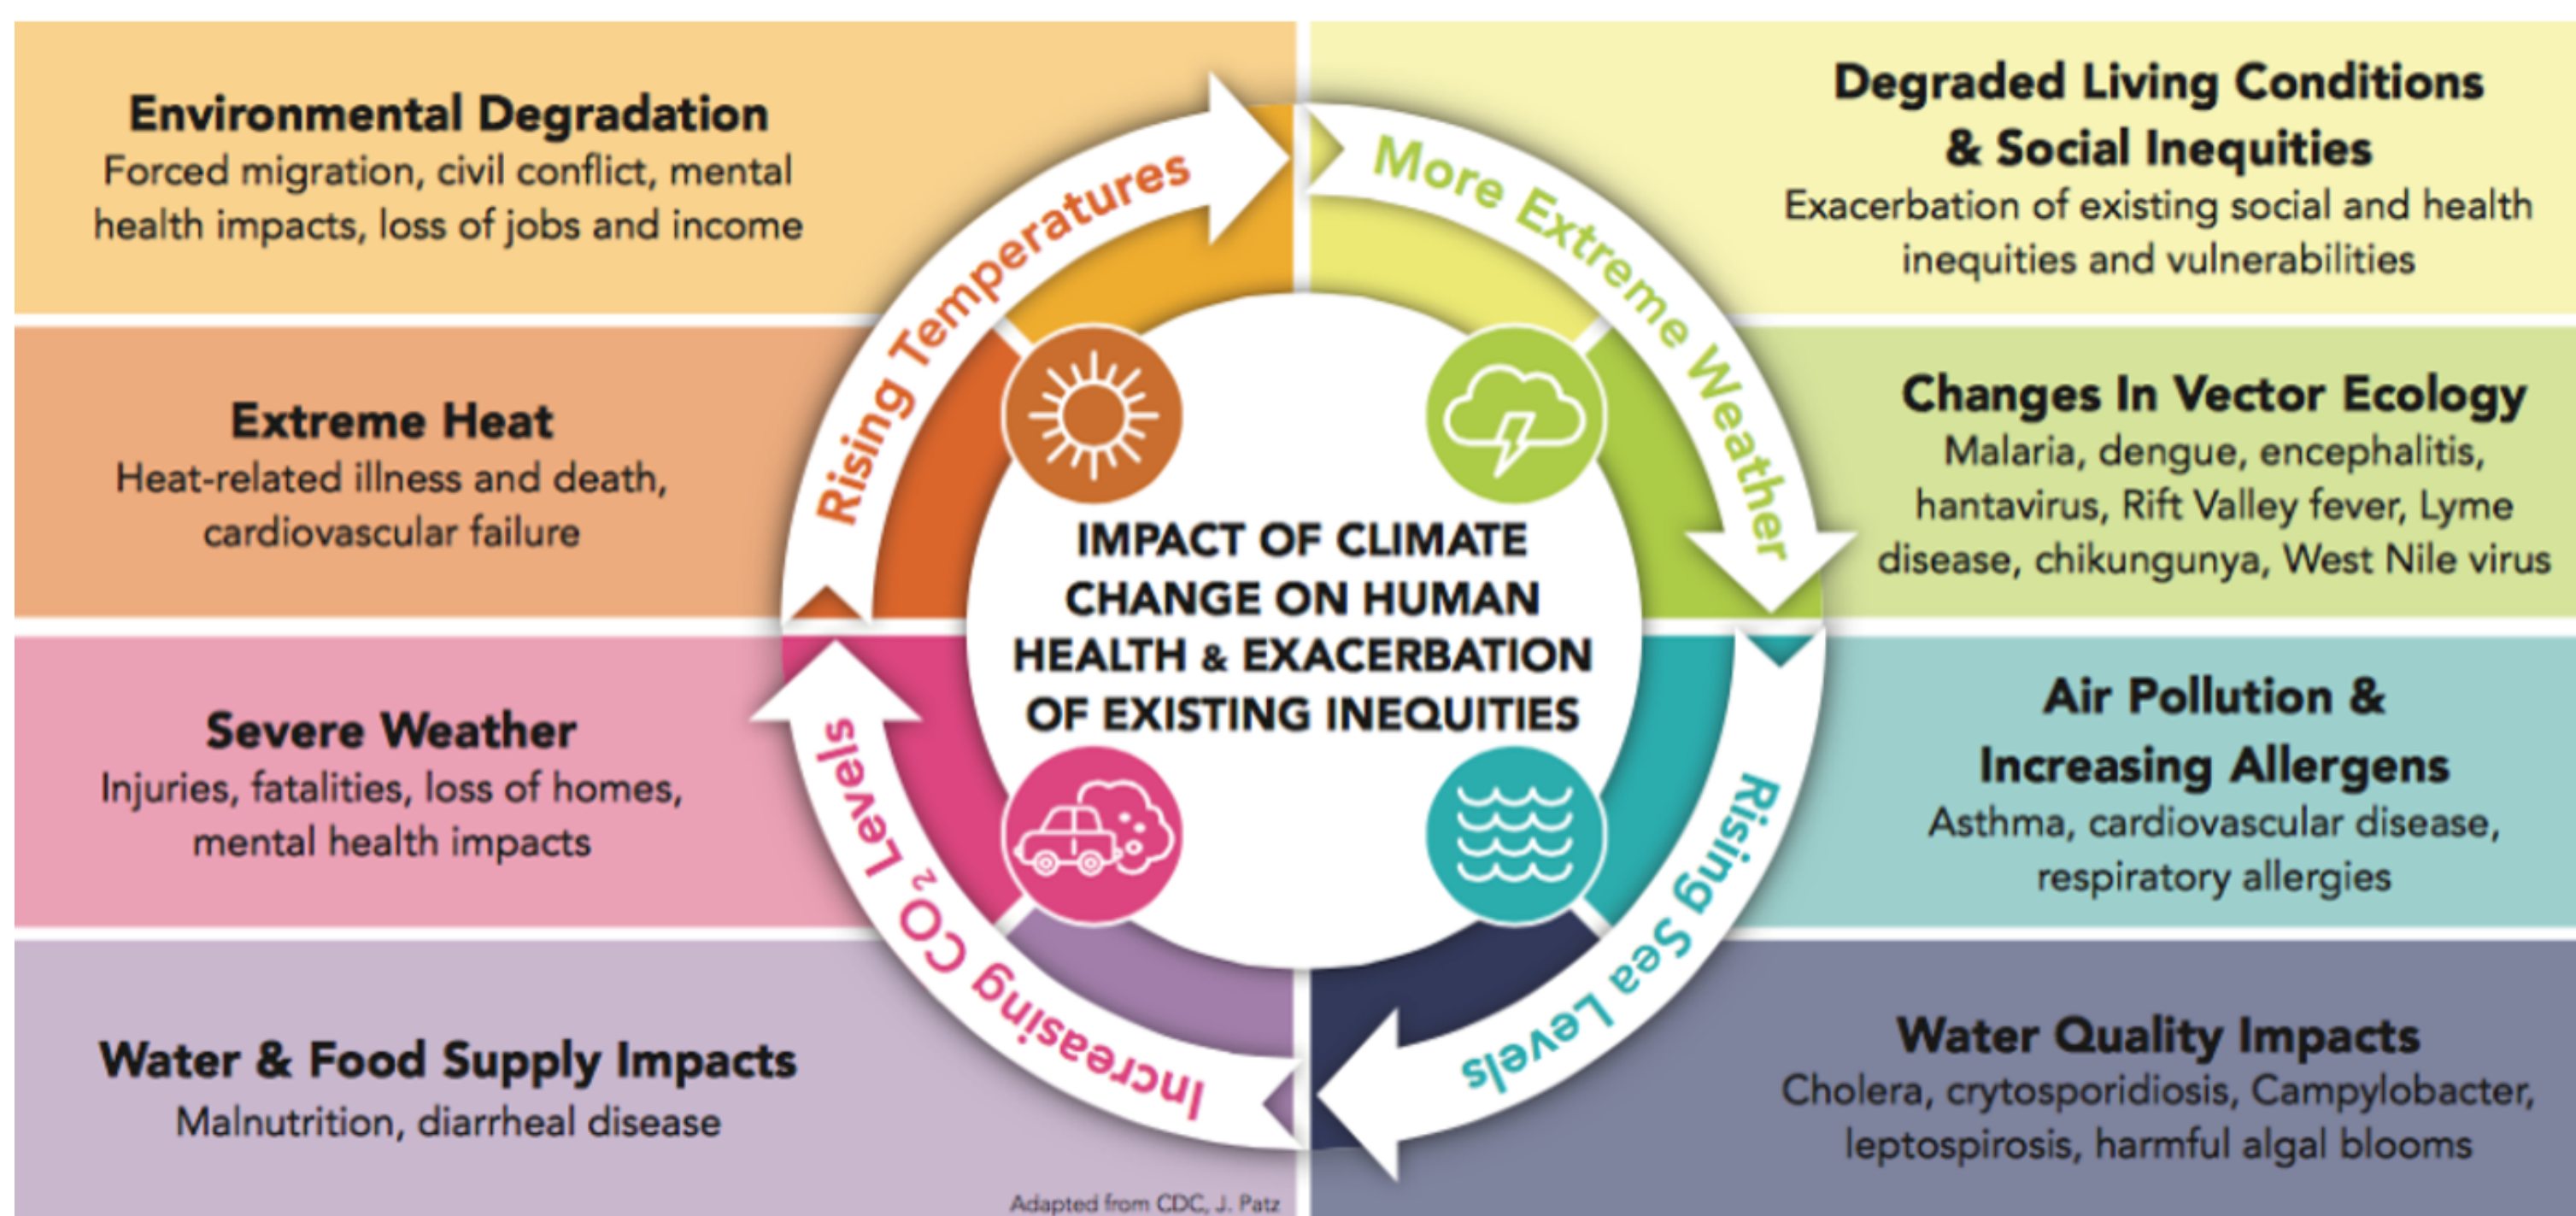 Environmental Degradation
Forced migration, civil conflict, mental
health impacts, loss of jobs and income
Extreme Heat
Heat-related illness and death,
cardiovascular failure
Severe Weather
Injuries, fatalities, loss of homes,
mental health impacts
Water & Food Supply Impacts
Malnutrition, diarrheal disease
Adapted from CDC, J. Patz
Rising Temperatures
More Extreme Weather
Rising Sea Levels
Increasing CO₂ Levels
IMPACT OF CLIMATE
CHANGE ON HUMAN
HEALTH & EXACERBATION
OF EXISTING INEQUITIES
Degraded Living Conditions
& Social Inequities
Exacerbation of existing social and health
inequities and vulnerabilities
Changes In Vector Ecology
Malaria, dengue, encephalitis,
hantavirus, Rift Valley fever, Lyme
disease, chikungunya, West Nile virus
Air Pollution &
Increasing Allergens
Asthma, cardiovascular disease,
respiratory allergies
Water Quality Impacts
Cholera, crytosporidiosis, Campylobacter,
leptospirosis, harmful algal blooms